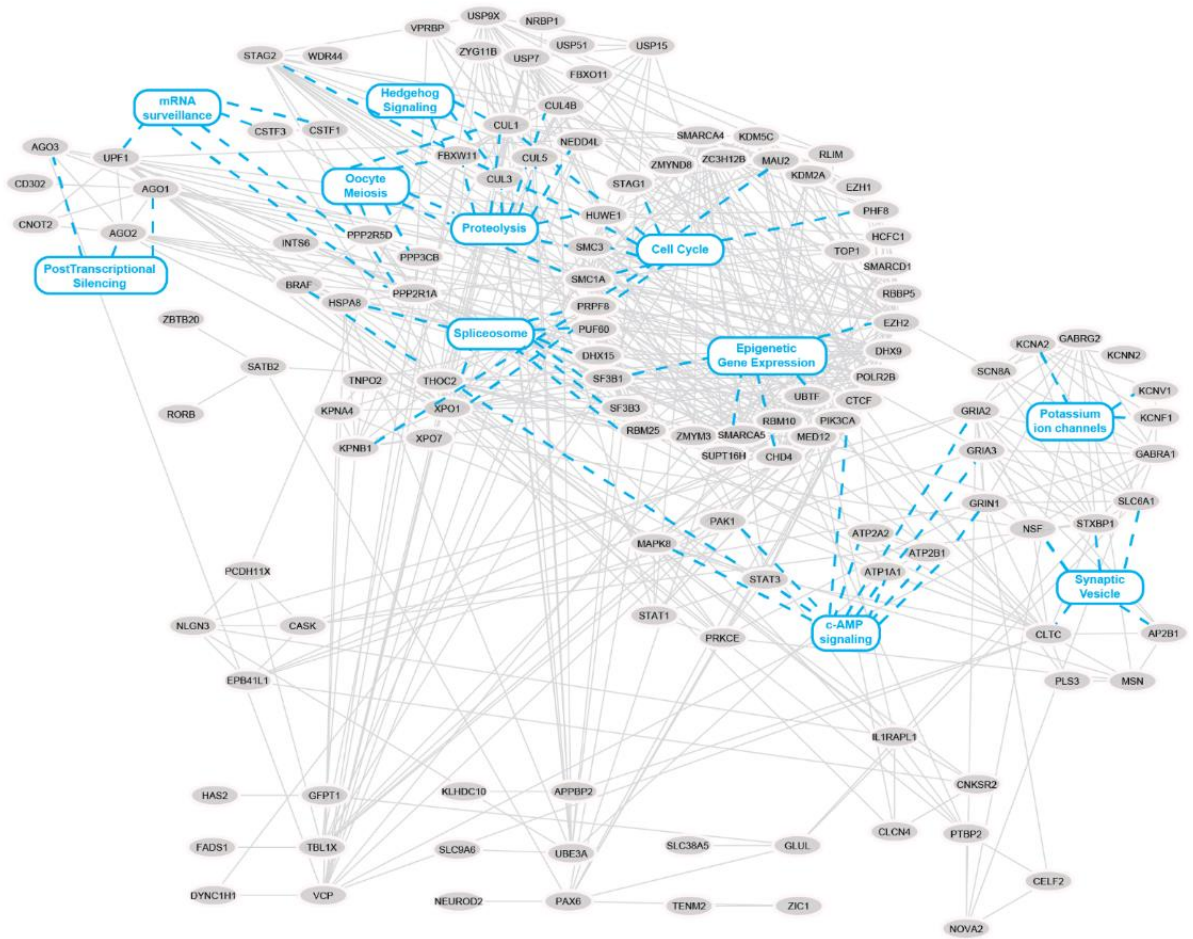 USP9X
NRBP1
VPRBP
USP51
USP15
ZYG11B
USP7
STAG2
WDR44
FBXO11
Hedgehog
Signaling
mRNA
surveillance
CUL4B
CUL1
CSTF3
CSTF1
SMARCA4
KDM5C
AGO3
UPF1
FBXW11
CUL5
NEDD4L
ZMYND8
ZC3H12B
MAU2
RLIM
CD302
AGO1
Oocyte
Meiosis
CUL3
STAG1
KDM2A
EZH1
CNOT2
AGO2
Proteolysis
HUWE1
PHF8
INTS6
PPP2R5D
PPP3CB
SMC3
Cell Cycle
TOP1
HCFC1
PostTranscriptional
Silencing
SMARCD1
BRAF
HSPA8
PPP2R1A
SMC1A
RBBP5
ZBTB20
PRPF8
PUF60
Spliceosome
EZH2
DHX15
Epigenetic
Gene Expression
DHX9
KCNA2
GABRG2
KCNN2
SATB2
TNPO2
THOC2
SF3B1
POLR2B
SCN8A
RORB
KPNA4
XPO1
SF3B3
UBTF
CTCF
KCNV1
GRIA2
Potassium
ion channels
KCNF1
KPNB1
XPO7
RBM25
ZMYM3
SMARCA5
RBM10
PIK3CA
MED12
SUPT16H
CHD4
GRIA3
GABRA1
GRIN1
SLC6A1
PAK1
NSF
STXBP1
MAPK8
ATP2A2
ATP2B1
PCDH11X
STAT3
ATP1A1
Synaptic
Vesicle
NLGN3
CASK
STAT1
PRKCE
c-AMP
signaling
CLTC
AP2B1
EPB41L1
PLS3
MSN
IL1RAPL1
HAS2
GFPT1
KLHDC10
APPBP2
CNKSR2
CLCN4
PTBP2
FADS1
TBL1X
SLC9A6
UBE3A
SLC38A5
GLUL
CELF2
DYNC1H1
VCP
NEUROD2
PAX6
TENM2
ZIC1
NOVA2